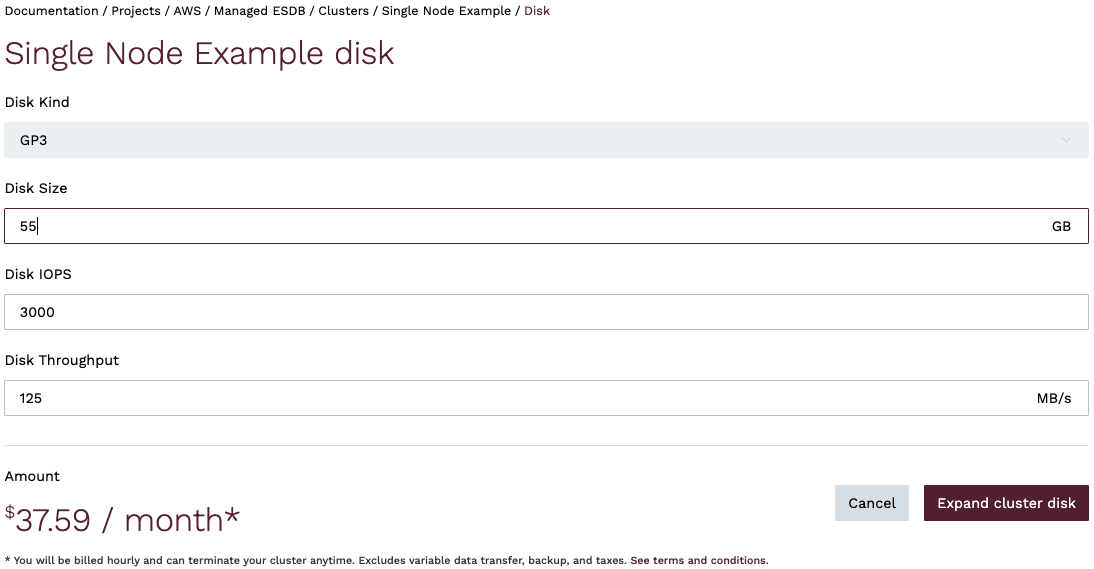 Documentation / Projects / AWS / Managed ESDB / Clusters / Single Node Example / Disk
Single Node Example disk
Disk Kind
GP3
Disk Size
55 GB
Disk IOPS
3000
Disk Throughput
125 MB/s
Amount
$37.59 / month*
Cancel Expand cluster disk
* You will be billed hourly and can terminate your cluster anytime. Excludes variable data transfer, backup, and taxes. See terms and conditions.